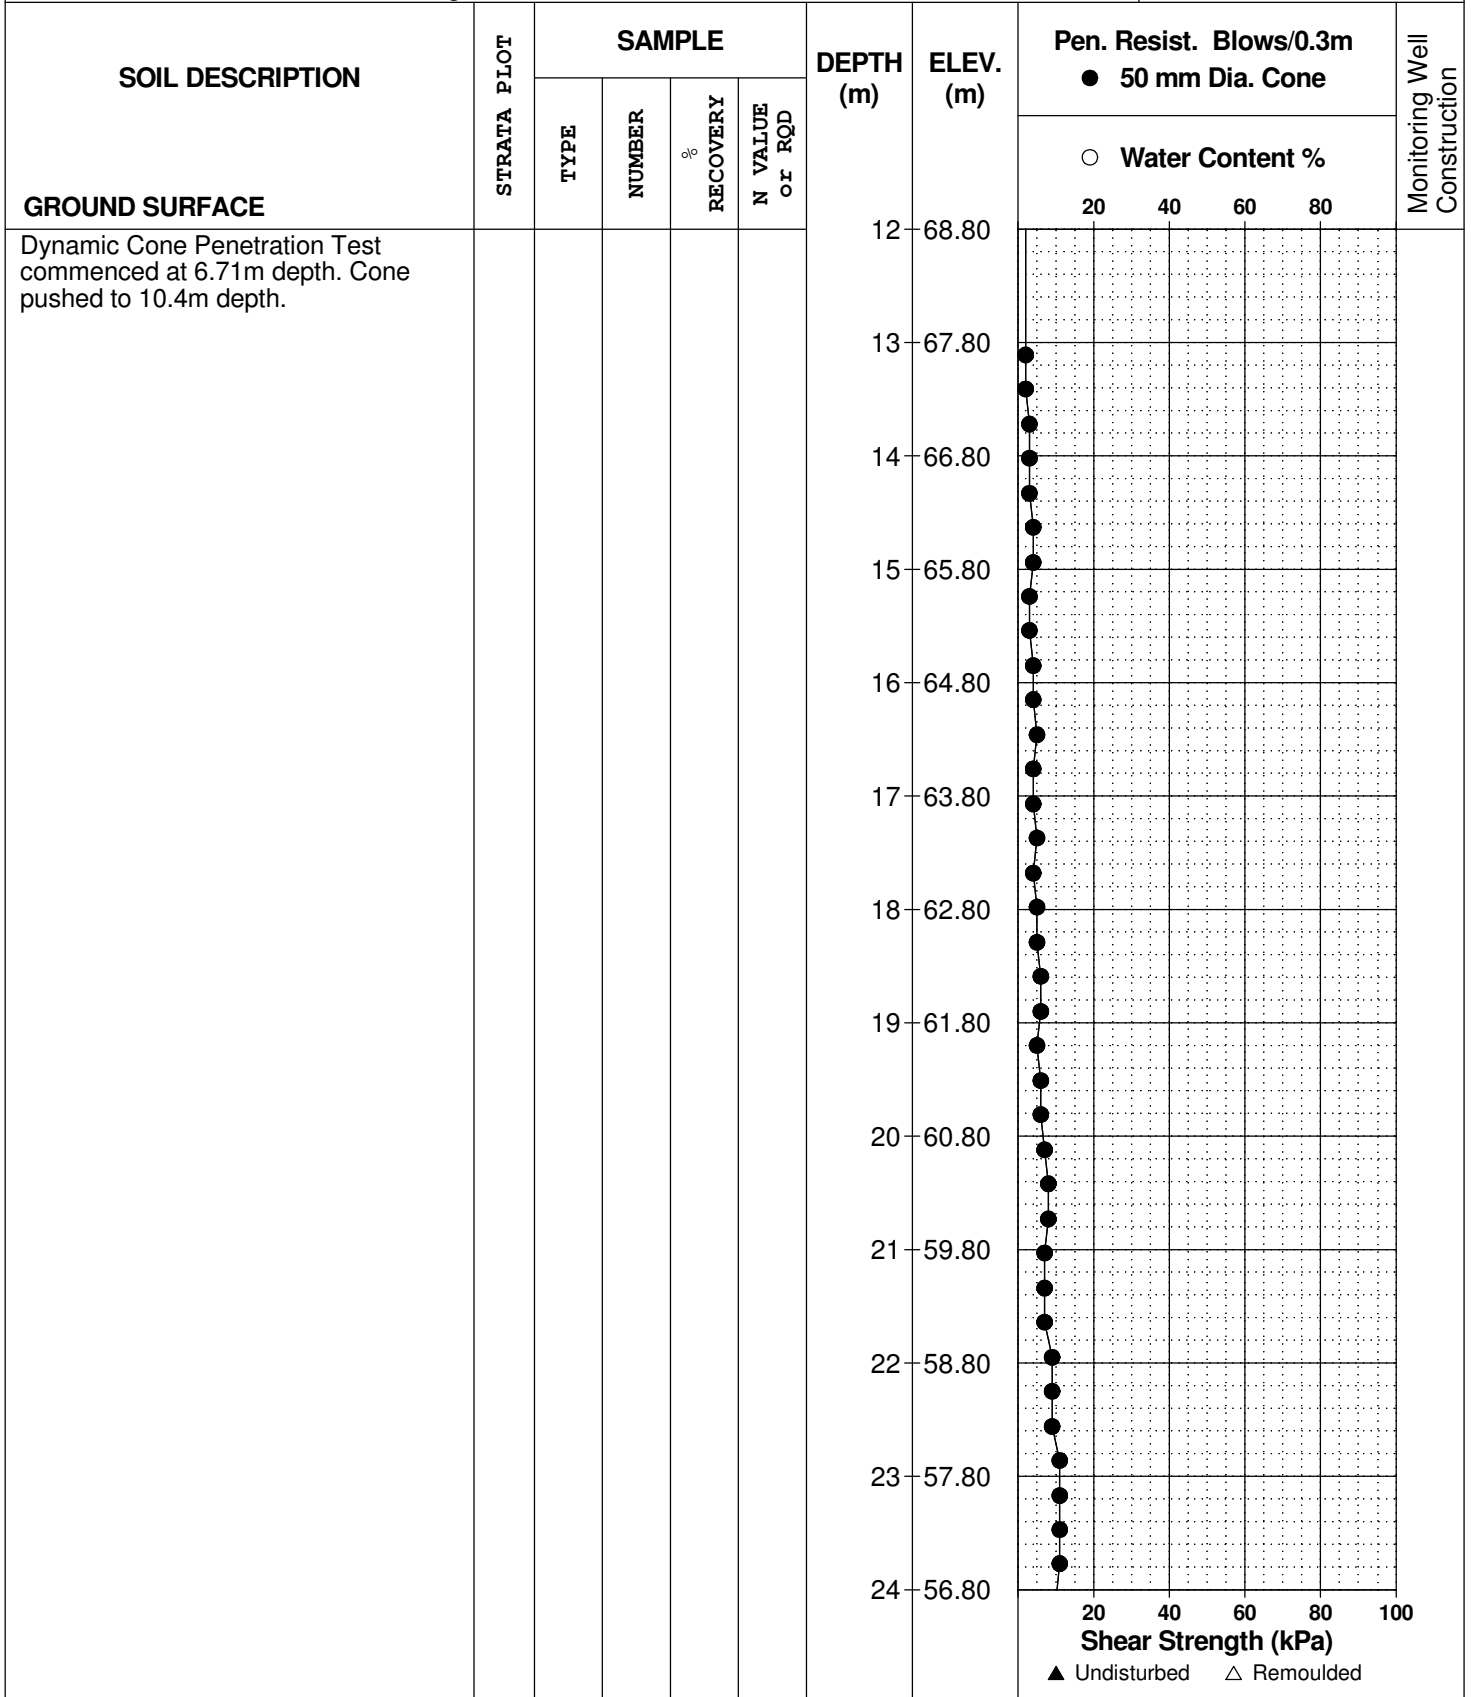 SOIL DESCRIPTION
GROUND SURFACE
STRATA PLOT
SAMPLE
TYPE
NUMBER
%
RECOVERY
N VALUE
or RQD
DEPTH
(m)
ELEV.
(m)
Pen. Resist. Blows/0.3m
● 50 mm Dia. Cone
○ Water Content %
20 40 60 80
Monitoring Well
Construction
Dynamic Cone Penetration Test
commenced at 6.71m depth. Cone
pushed to 10.4m depth.
12 68.80
13 67.80
14 66.80
15 65.80
16 64.80
17 63.80
18 62.80
19 61.80
20 60.80
21 59.80
22 58.80
23 57.80
24 56.80
20 40 60 80 100
Shear Strength (kPa)
▲ Undisturbed △ Remoulded